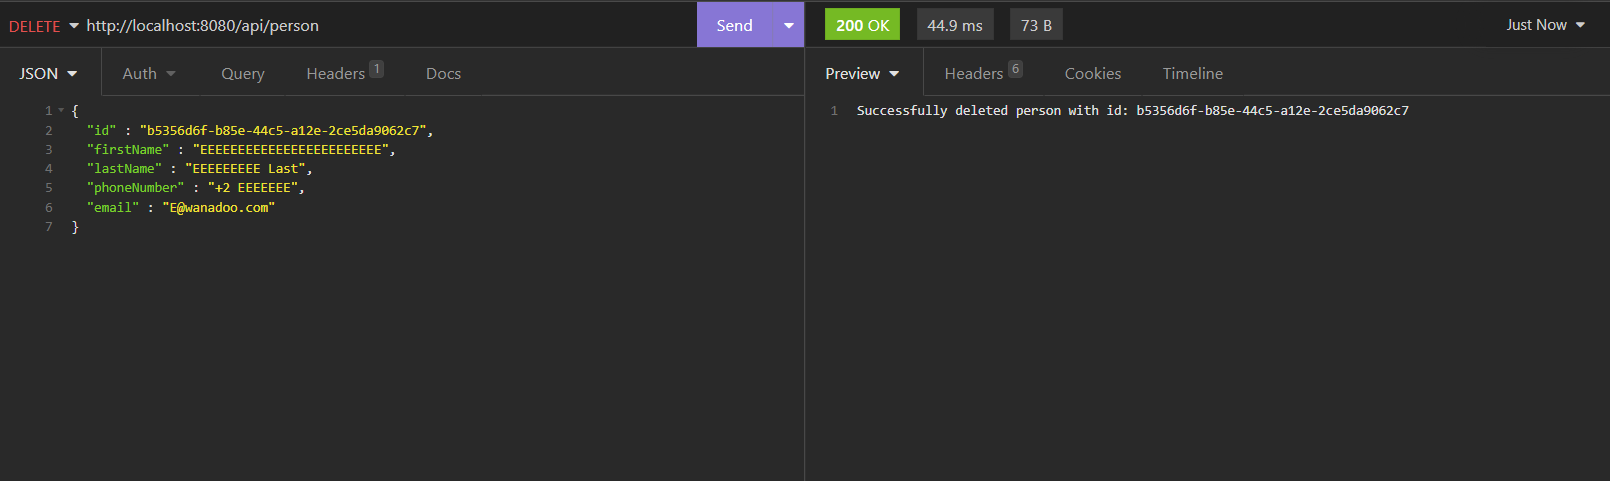 DELETE http://localhost:8080/api/person Send 200 OK 44.9 ms 73 B Just Now
JSON Auth Query Headers 1 Docs Preview Headers 6 Cookies Timeline
1 {
2 "id" : "b5356d6f-b85e-44c5-a12e-2ce5da9062c7",
3 "firstName" : "EEEEEEEEEEEEEEEEEEEEEEEE",
4 "lastName" : "EEEEEEEEE Last",
5 "phoneNumber" : "+2 EEEEEEE",
6 "email" : "E@wanadoo.com"
7 }
1 Successfully deleted person with id: b5356d6f-b85e-44c5-a12e-2ce5da9062c7